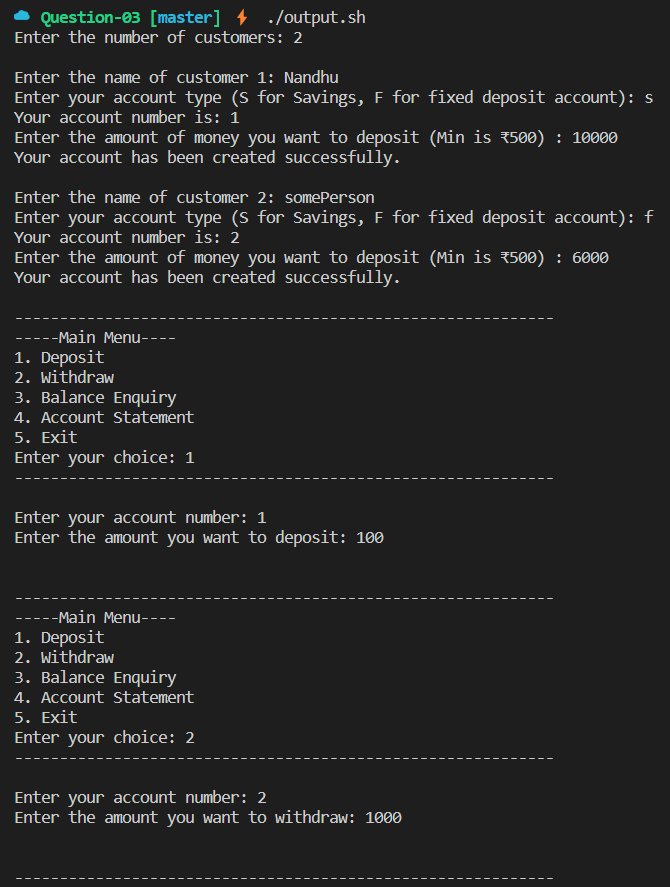 Question-03 [master] ⚡ ./output.sh
Enter the number of customers: 2
Enter the name of customer 1: Nandhu
Enter your account type (S for Savings, F for fixed deposit account): s
Your account number is: 1
Enter the amount of money you want to deposit (Min is ₹500) : 10000
Your account has been created successfully.
Enter the name of customer 2: somePerson
Enter your account type (S for Savings, F for fixed deposit account): f
Your account number is: 2
Enter the amount of money you want to deposit (Min is ₹500) : 6000
Your account has been created successfully.
------------------------------------------------------------
-----Main Menu----
1. Deposit
2. Withdraw
3. Balance Enquiry
4. Account Statement
5. Exit
Enter your choice: 1
------------------------------------------------------------
Enter your account number: 1
Enter the amount you want to deposit: 100
------------------------------------------------------------
-----Main Menu----
1. Deposit
2. Withdraw
3. Balance Enquiry
4. Account Statement
5. Exit
Enter your choice: 2
------------------------------------------------------------
Enter your account number: 2
Enter the amount you want to withdraw: 1000
------------------------------------------------------------